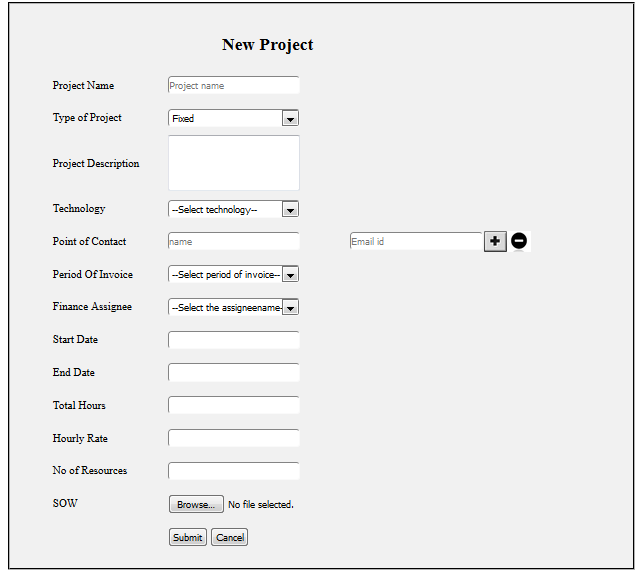 New Project
Project Name Project name
Type of Project Fixed
Project Description
Technology --Select technology--
Point of Contact name Email id
Period Of Invoice --Select period of invoice--
Finance Assignee --Select the assigneename-
Start Date
End Date
Total Hours
Hourly Rate
No of Resources
SOW Browse... No file selected.
Submit Cancel